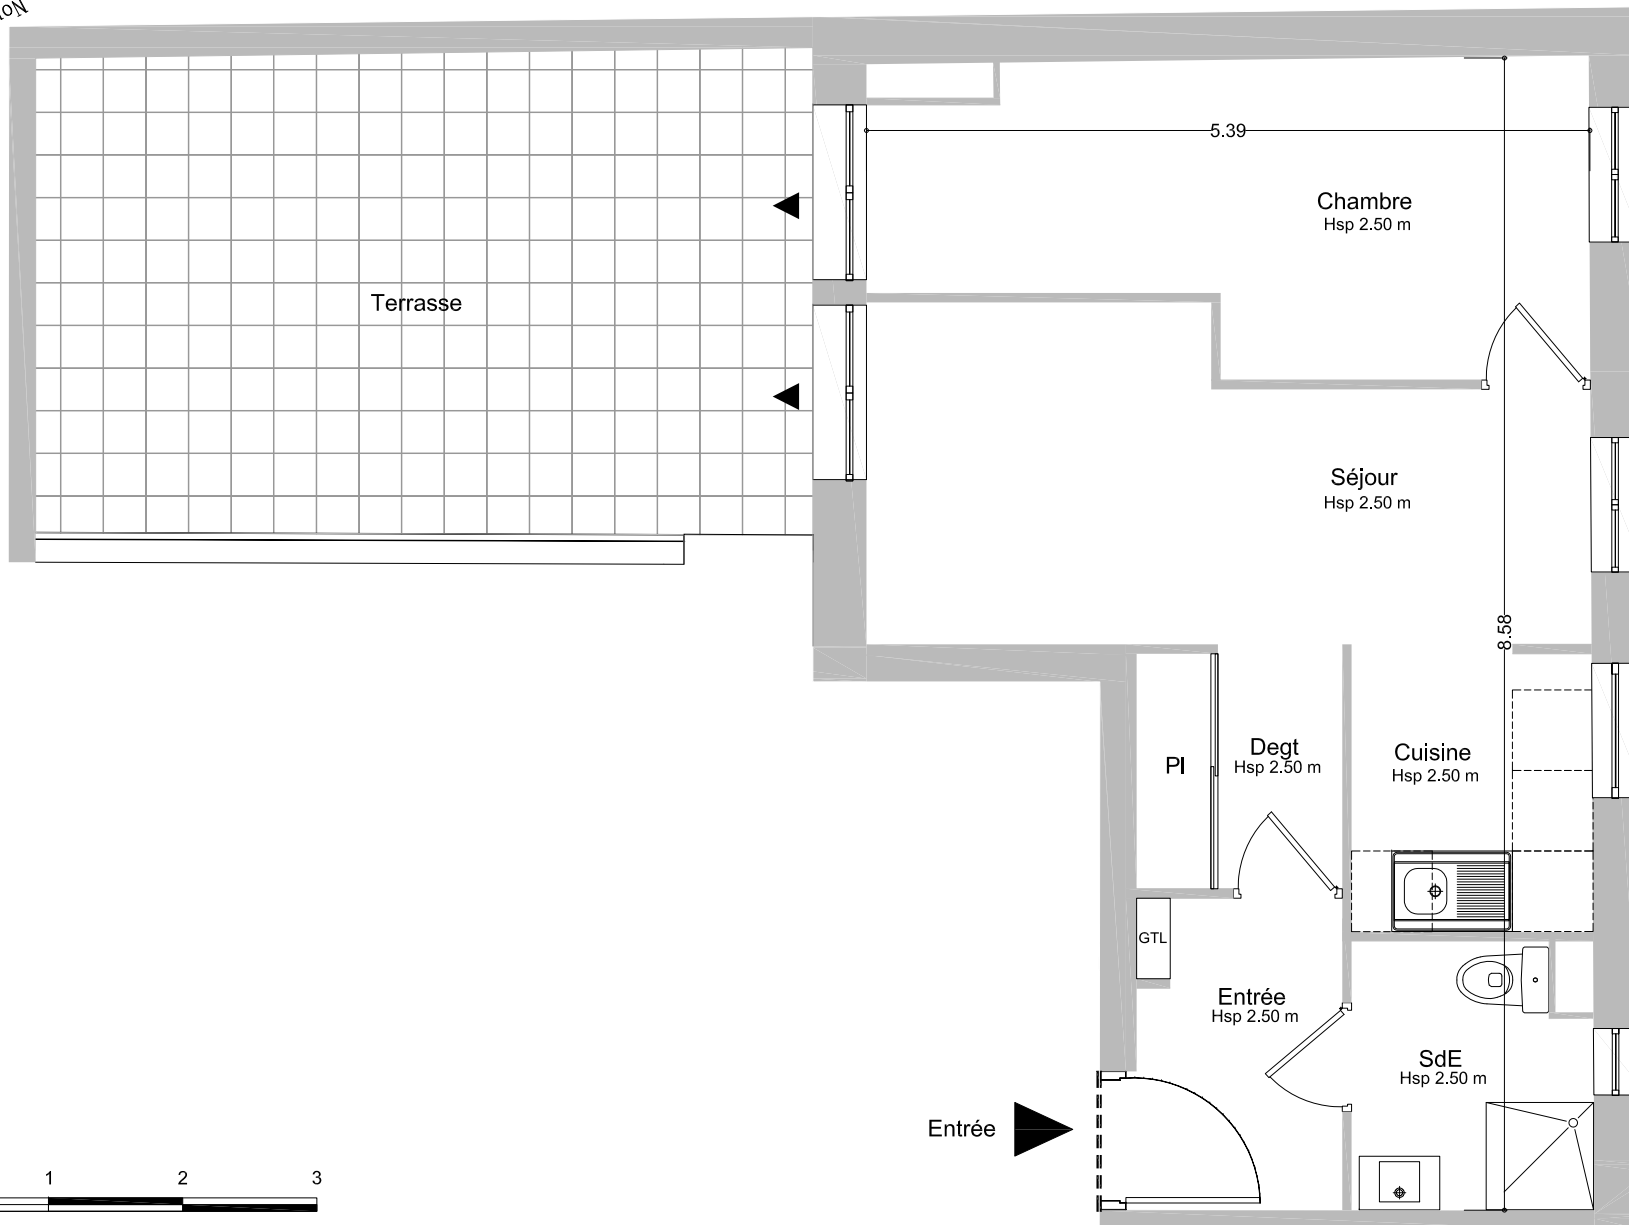 5.39
Chambre
Hsp 2.50 m
Terrasse
Séjour
Hsp 2.50 m
8.58
Pl
Degt
Hsp 2.50 m
Cuisine
Hsp 2.50 m
GTL
Entrée
Hsp 2.50 m
SdE
Hsp 2.50 m
Entrée
1 2 3